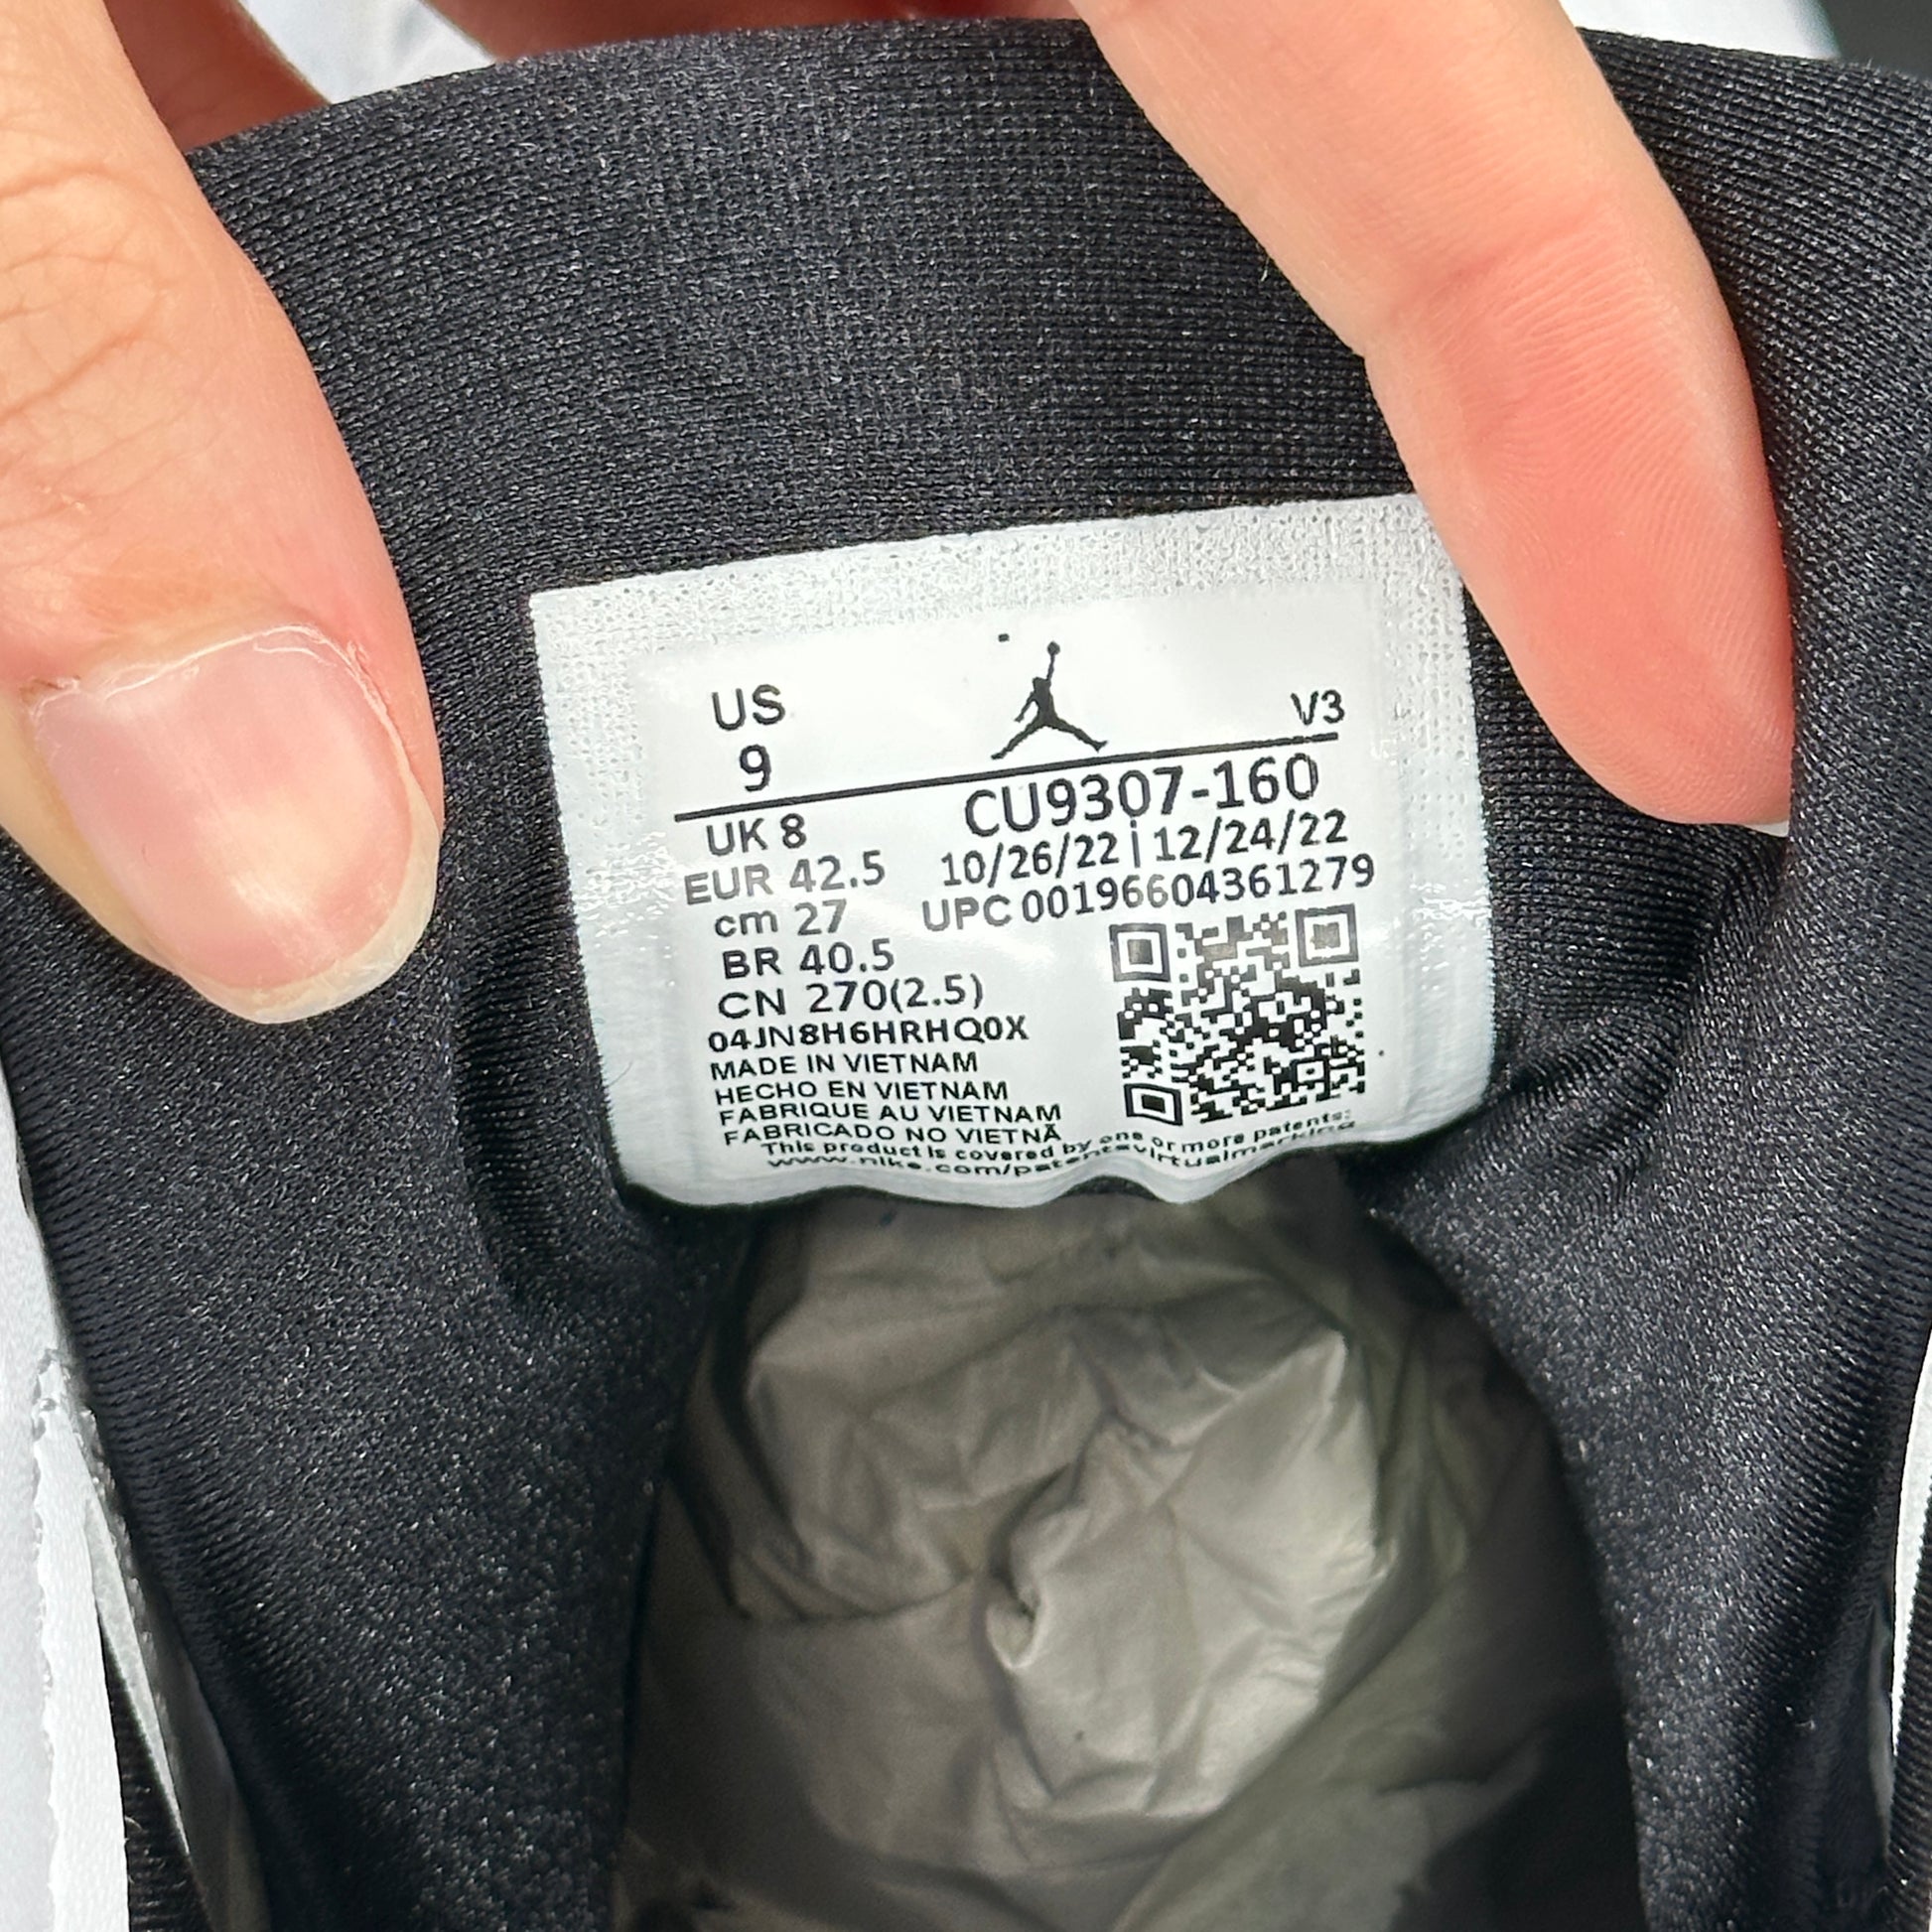 US V3
9
CU9307-160
UK 8
10/26/22 | 12/24/22
EUR 42.5
UPC 00196604361279
cm 27
BR 40.5
CN 270(2.5)
04JN8H6HRHQ0X
MADE IN VIETNAM
HECHO EN VIETNAM
FABRIQUE AU VIETNAM
FABRICADO NO VIETNÃ
This product is covered by one or more patents:
www.nike.com/patentsvirtualmarking